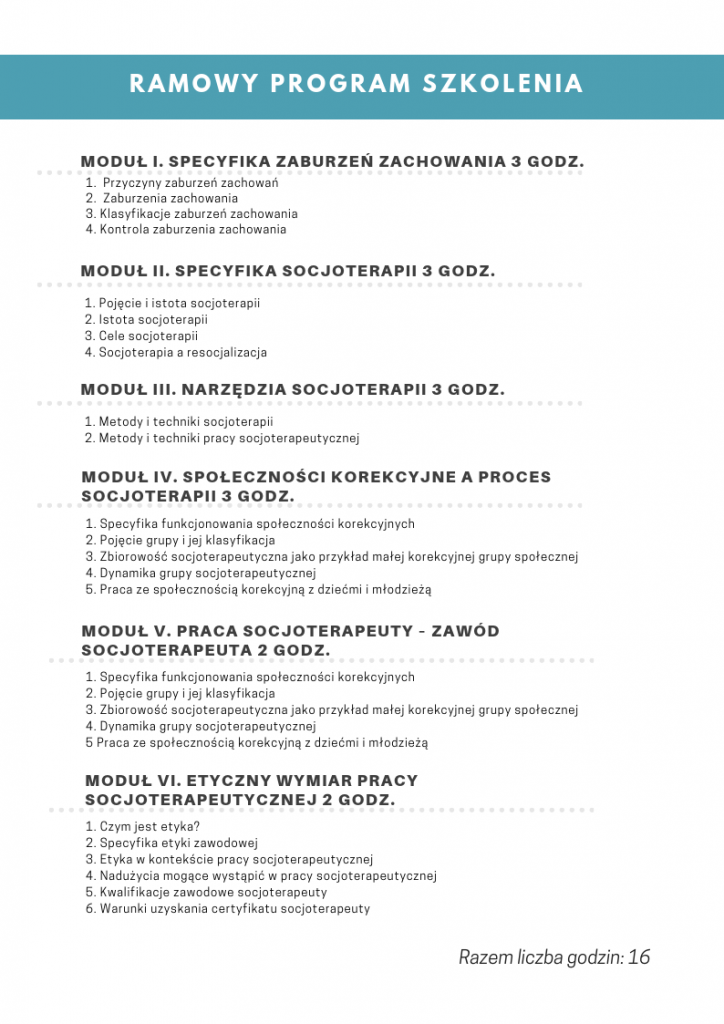 RAMOWY PROGRAM SZKOLENIA
MODUŁ I. SPECYFIKA ZABURZEŃ ZACHOWANIA 3 GODZ.
1. Przyczyny zaburzeń zachowań
2. Zaburzenia zachowania
3. Klasyfikacje zaburzeń zachowania
4. Kontrola zaburzenia zachowania
MODUŁ II. SPECYFIKA SOCJOTERAPII 3 GODZ.
1. Pojęcie i istota socjoterapii
2. Istota socjoterapii
3. Cele socjoterapii
4. Socjoterapia a resocjalizacja
MODUŁ III. NARZĘDZIA SOCJOTERAPII 3 GODZ.
1. Metody i techniki socjoterapii
2. Metody i techniki pracy socjoterapeutycznej
MODUŁ IV. SPOŁECZNOŚCI KOREKCYJNE A PROCES
SOCJOTERAPII 3 GODZ.
1. Specyfika funkcjonowania społeczności korekcyjnych
2. Pojęcie grupy i jej klasyfikacja
3. Zbiorowość socjoterapeutyczna jako przykład małej korekcyjnej grupy społecznej
4. Dynamika grupy socjoterapeutycznej
5. Praca ze społecznością korekcyjną z dziećmi i młodzieżą
MODUŁ V. PRACA SOCJOTERAPEUTY - ZAWÓD
SOCJOTERAPEUTA 2 GODZ.
1. Specyfika funkcjonowania społeczności korekcyjnych
2. Pojęcie grupy i jej klasyfikacja
3. Zbiorowość socjoterapeutyczna jako przykład małej korekcyjnej grupy społecznej
4. Dynamika grupy socjoterapeutycznej
5 Praca ze społecznością korekcyjną z dziećmi i młodzieżą
MODUŁ VI. ETYCZNY WYMIAR PRACY
SOCJOTERAPEUTYCZNEJ 2 GODZ.
1. Czym jest etyka?
2. Specyfika etyki zawodowej
3. Etyka w kontekście pracy socjoterapeutycznej
4. Nadużycia mogące wystąpić w pracy socjoterapeutycznej
5. Kwalifikacje zawodowe socjoterapeuty
6. Warunki uzyskania certyfikatu socjoterapeuty
Razem liczba godzin: 16